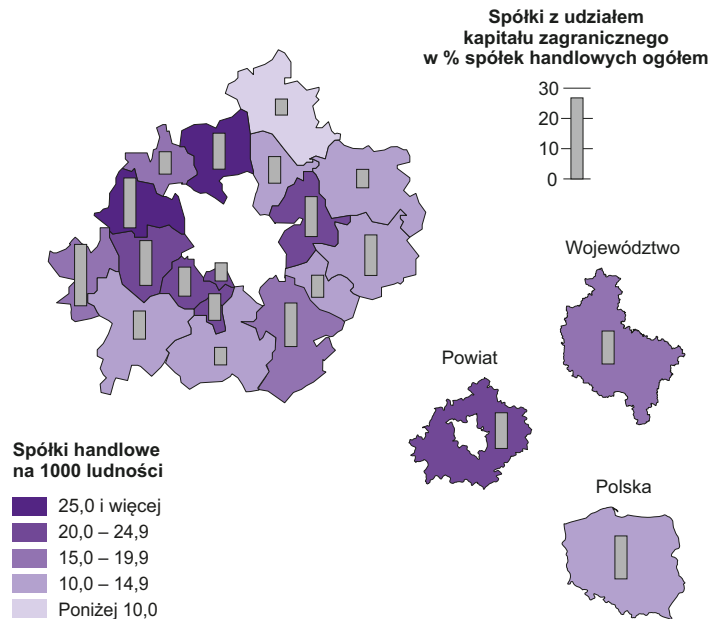 Spółki z udziałem
kapitału zagranicznego
w % spółek handlowych ogółem
30
20
10
0
Województwo
Powiat
Polska
Spółki handlowe
na 1000 ludności
25,0 i więcej
20,0 – 24,9
15,0 – 19,9
10,0 – 14,9
Poniżej 10,0